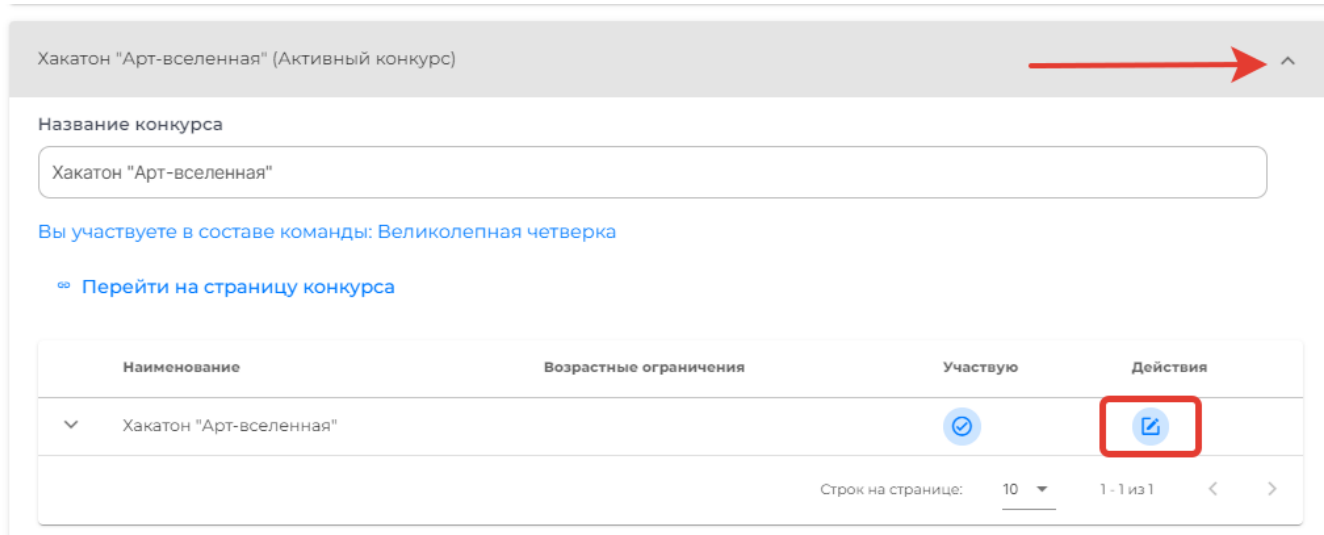 Хакатон "Арт-вселенная" (Активный конкурс)
Название конкурса
Хакатон "Арт-вселенная"
Вы участвуете в составе команды: Великолепная четверка
Перейти на страницу конкурса
Наименование Возрастные ограничения Участвую Действия
Хакатон "Арт-вселенная"
Строк на странице: 10 1 - 1 из 1